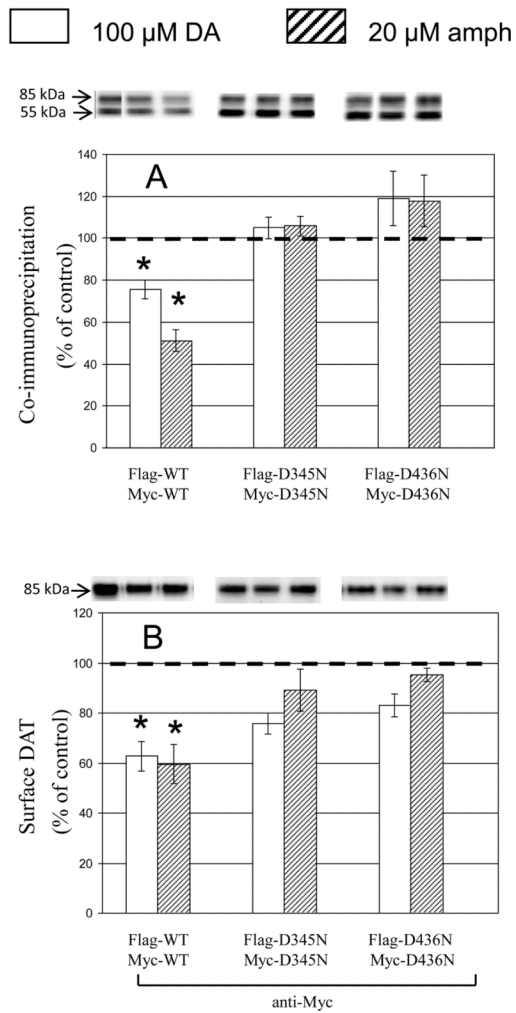 100 µM DA 20 µM amph
85 kDa
55 kDa
A
Co-immunoprecipitation
(% of control)
140
120
100
80
60
40
20
0
* *
Flag-WT Flag-D345N Flag-D436N
Myc-WT Myc-D345N Myc-D436N
85 kDa
B
Surface DAT
(% of control)
120
100
80
60
40
20
0
* *
Flag-WT Flag-D345N Flag-D436N
Myc-WT Myc-D345N Myc-D436N
anti-Myc